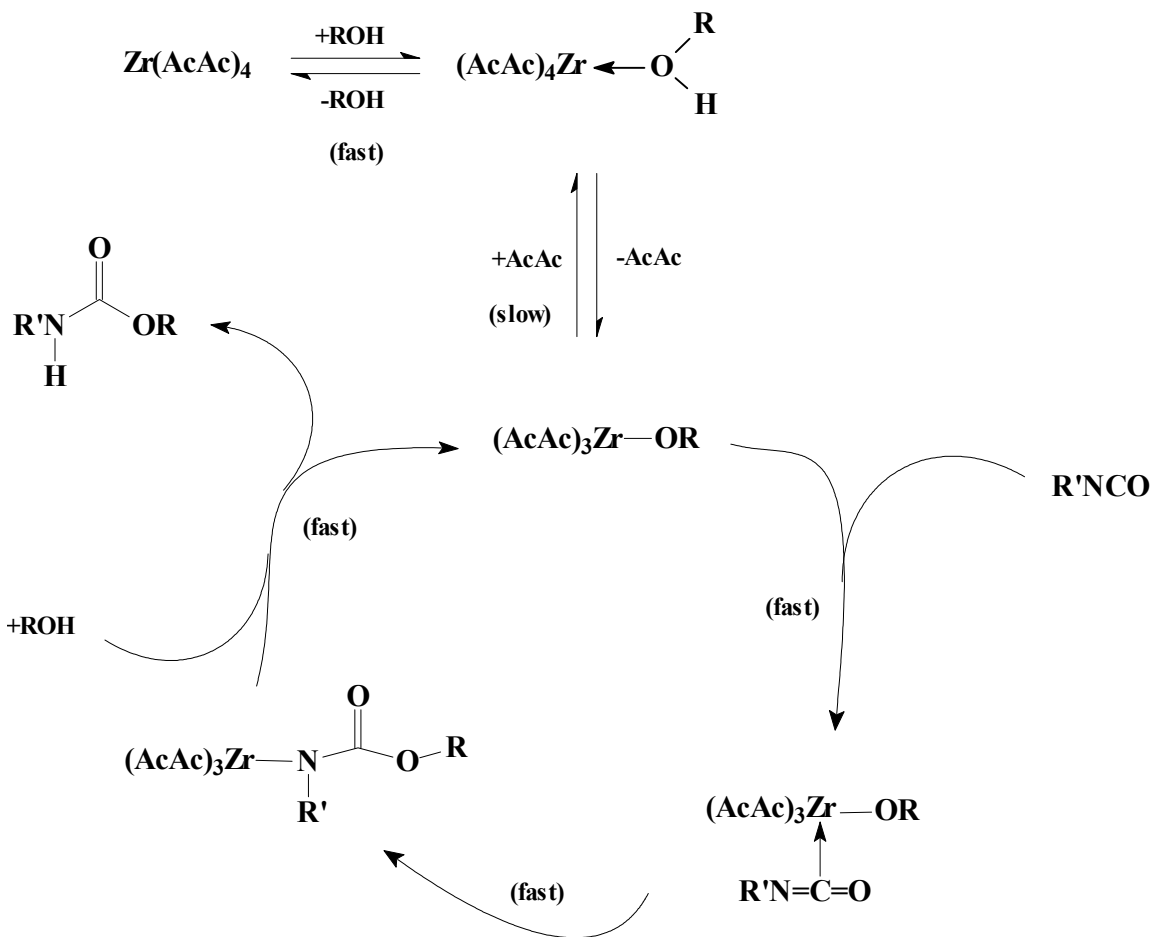 Zr(AcAc)4
+ROH
-ROH
(fast)
(AcAc)4Zr
O
R
H
+AcAc
(slow)
-AcAc
O
R'N
OR
H
(AcAc)3Zr
OR
R'NCO
(fast)
(fast)
+ROH
O
(AcAc)3Zr
N
O
R
R'
(AcAc)3Zr
OR
R'N=C=O
(fast)